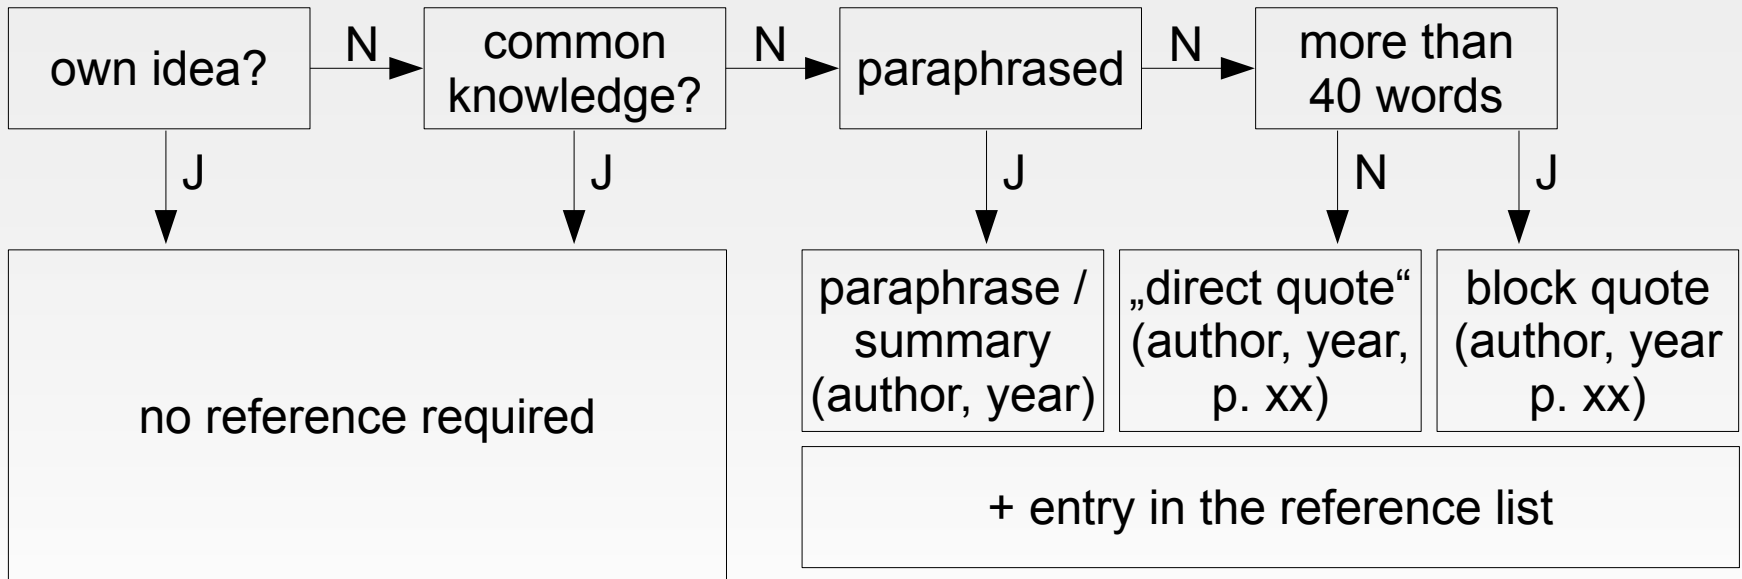 own idea?
N
common
knowledge?
N
paraphrased
N
more than
40 words
J
J
J
N
J
no reference required
paraphrase /
summary
(author, year)
„direct quote“
(author, year,
p. xx)
block quote
(author, year
p. xx)
+ entry in the reference list